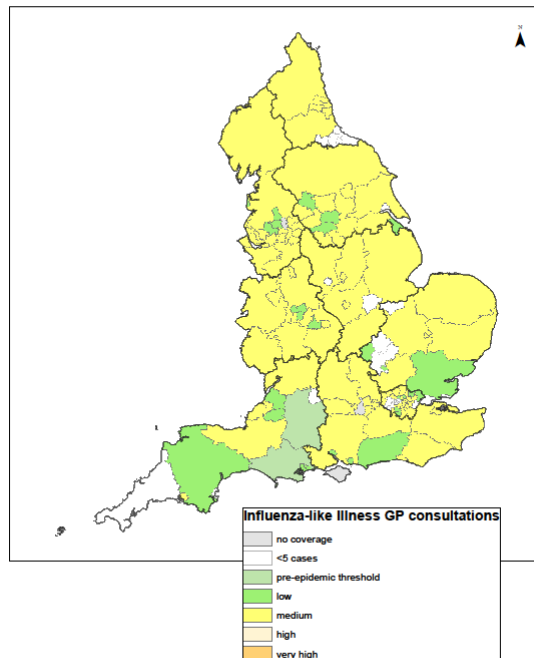 N
Influenza-like Illness GP consultations
no coverage
<5 cases
pre-epidemic threshold
low
medium
high
very high